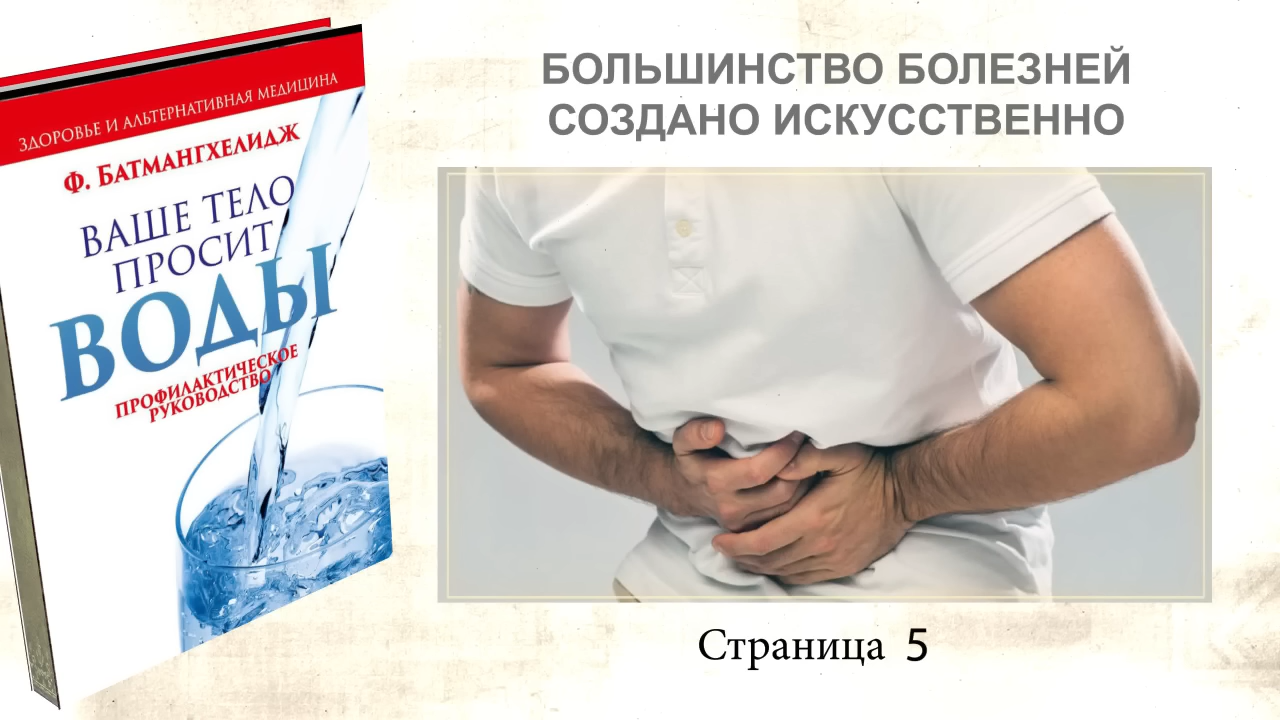 ЗДОРОВЬЕ И АЛЬТЕРНАТИВНАЯ МЕДИЦИНА
Ф. БАТМАНГХЕЛИДЖ
ВАШЕ ТЕЛО
ПРОСИТ
ВОДЫ
ПРОФИЛАКТИЧЕСКОЕ
РУКОВОДСТВО
БОЛЬШИНСТВО БОЛЕЗНЕЙ
СОЗДАНО ИСКУССТВЕННО
Страница 5